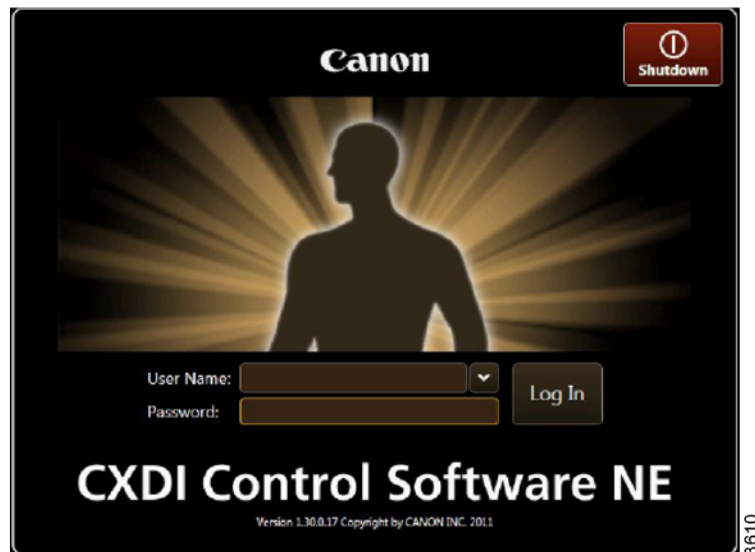 Canon
Shutdown
User Name:
Password:
Log In
CXDI Control Software NE
Version 1.30.0.17 Copyright by CANON INC. 2011